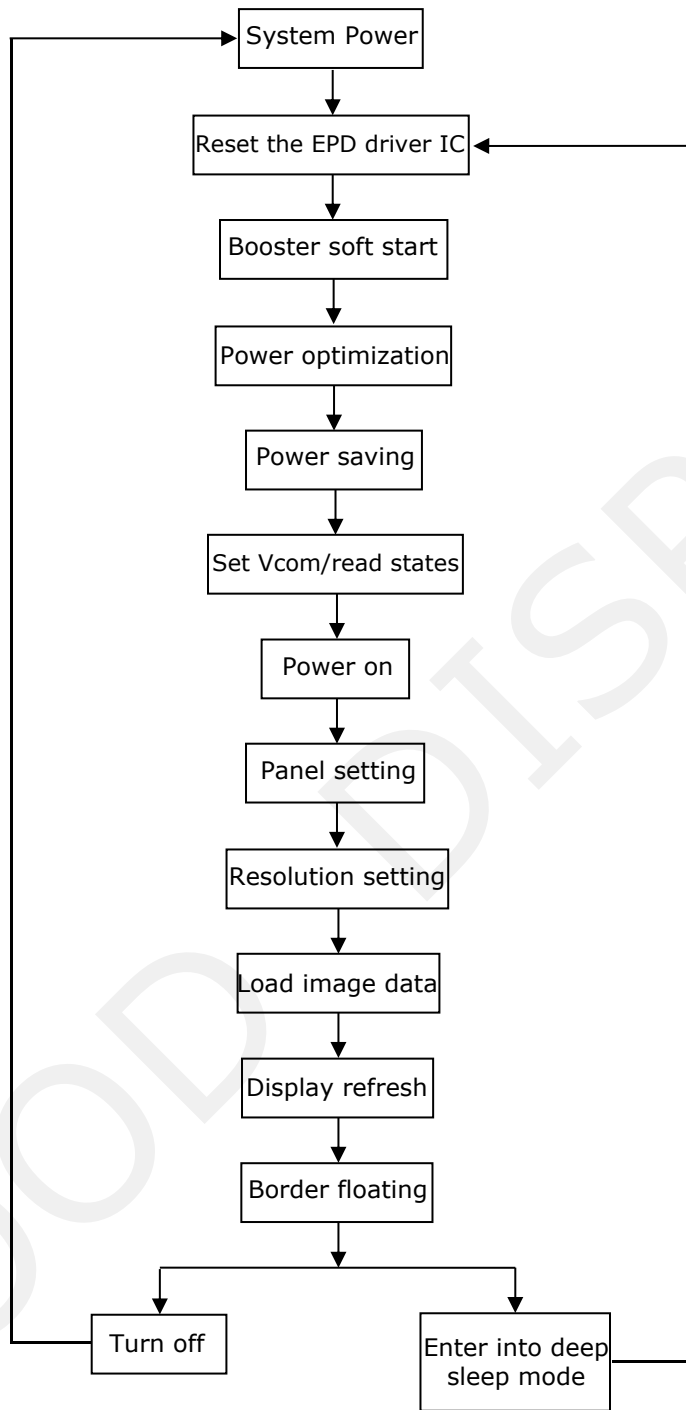 System Power
Reset the EPD driver IC
Booster soft start
Power optimization
Power saving
Set Vcom/read states
Power on
Panel setting
Resolution setting
Load image data
Display refresh
Border floating
Turn off
Enter into deep
sleep mode